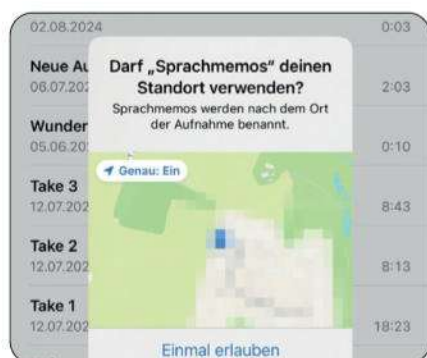 02.08.2024 0:03
Neue Au
06.07.202 2:03
Wunder
05.06.20 0:10
Take 3
12.07.202 8:43
Take 2
12.07.202 8:13
Take 1
12.07.202 18:23
Darf „Sprachmemos“ deinen
Standort verwenden?
Sprachmemos werden nach dem Ort
der Aufnahme benannt.
Genau: Ein
Einmal erlauben